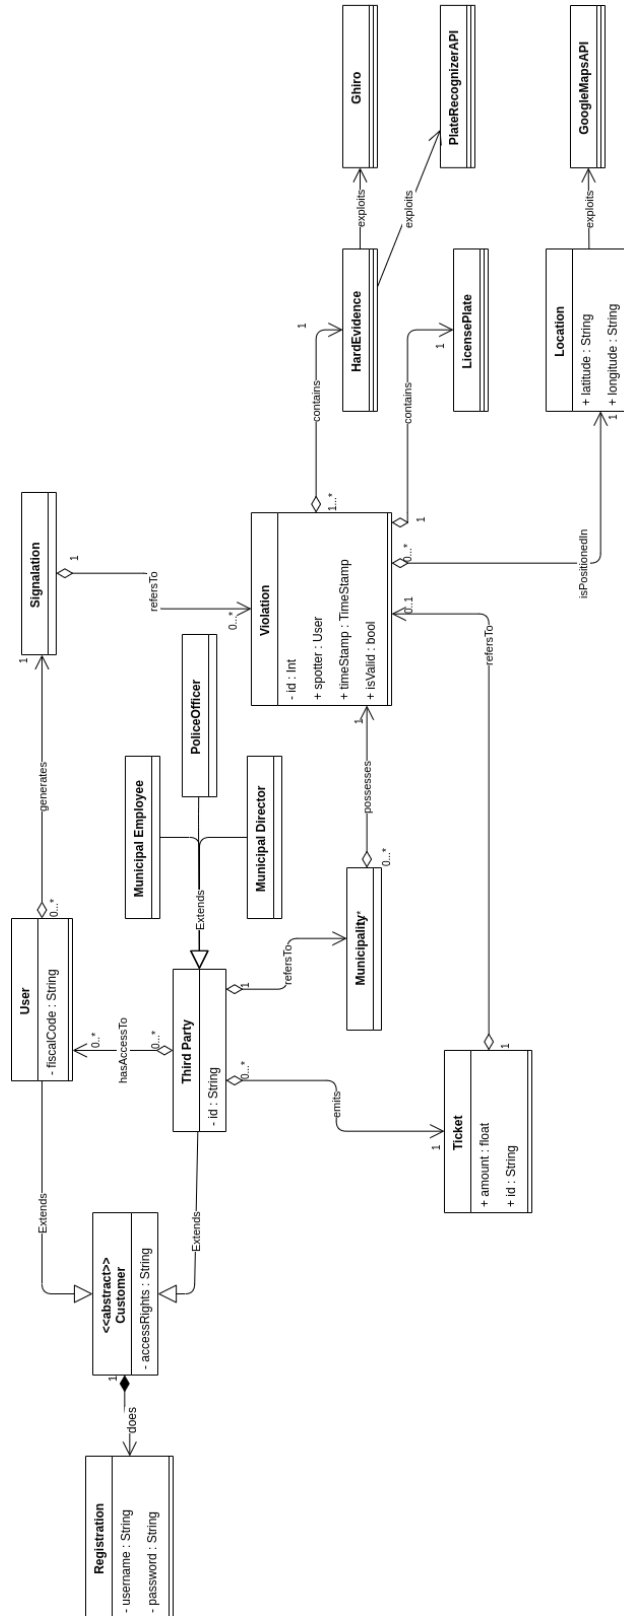 Registration
- username : String
- password : String
does
1
<<abstract>>
Customer
- accessRights : String
Extends
Extends
User
- fiscalCode : String
0...*
generates
1
Signalation
1
refersTo
0...*
0..*
hasAccessTo
0...*
Third Party
- id : String
Extends
Municipal Employee
PoliceOfficer
Municipal Director
1
refersTo
Municipality*
0...*
possesses
1
0...*
emits
1
Ticket
+ amount : float
+ id : String
1
refersTo
0..1
Violation
- id : Int
+ spotter : User
+ timeStamp : TimeStamp
+ isValid : bool
1...*
contains
1
HardEvidence
exploits
Ghiro
exploits
PlateRecognizerAPI
1
contains
1
LicensePlate
0...*
isPositionedIn
1
Location
+ latitude : String
+ longitude : String
exploits
GoogleMapsAPI